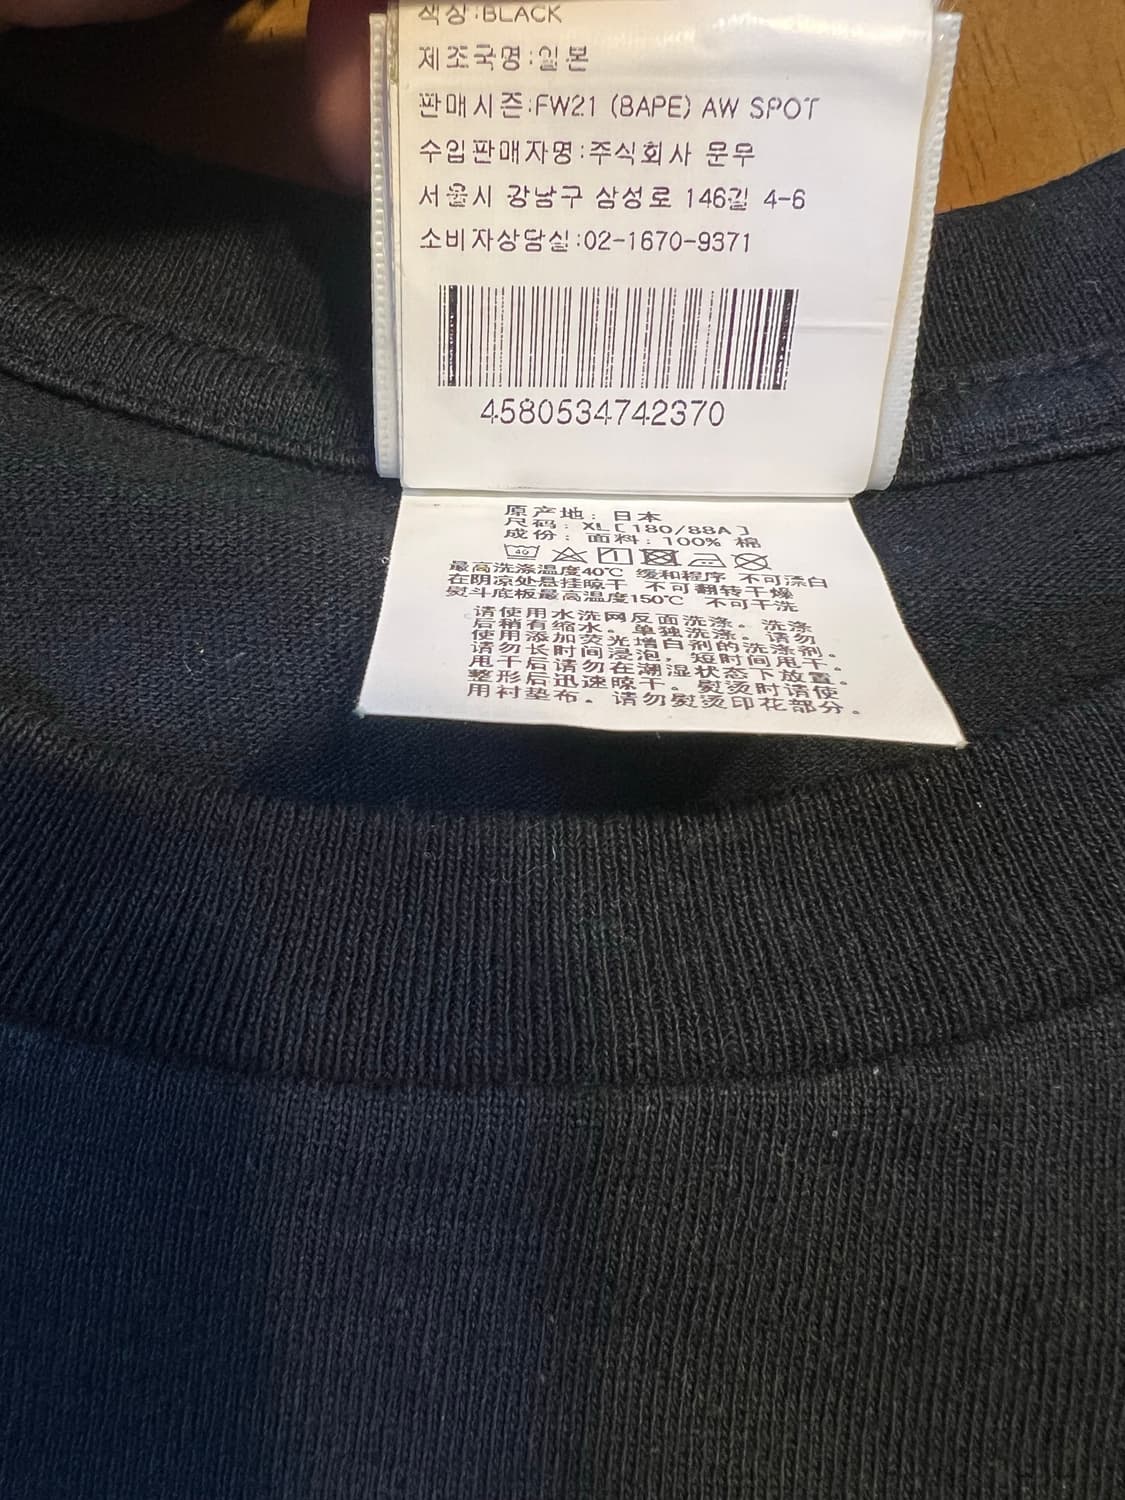 색상:BLACK
제조국명:일본
판매시즌:FW21 (BAPE) AW SPOT
수입판매자명:주식회사 문무
서울시 강남구 삼성로 146길 4-6
소비자상담실:02-1670-9371
4580534742370
原产地: 日本
尺码: XL[180/88A]
成份: 面料: 100% 棉
40
最高洗涤温度40℃ 缓和程序 不可漂白
在阴凉处悬挂晾干 不可翻转干燥
熨斗底板最高温度150℃ 不可干洗
请使用水洗网反面洗涤。洗涤
后稍有缩水。单独洗涤。请勿
使用添加荧光增白剂的洗涤剂。
请勿长时间浸泡, 短时间甩干。
甩干后请勿在潮湿状态下放置。
整形后迅速晾干。熨烫时请使
用衬垫布。请勿熨烫印花部分。